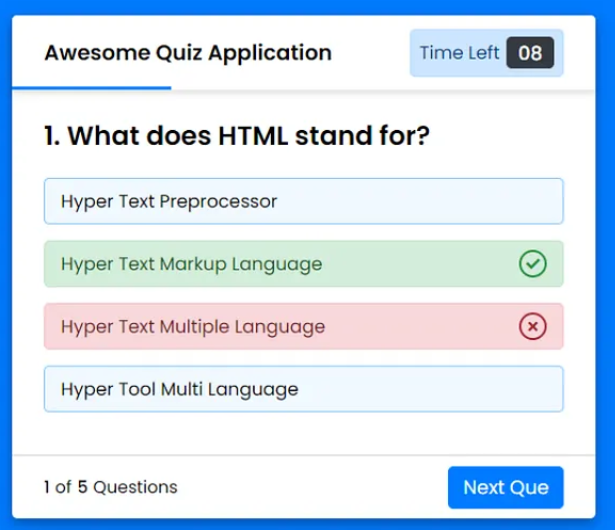 Awesome Quiz Application
Time Left 08
1. What does HTML stand for?
Hyper Text Preprocessor
Hyper Text Markup Language
Hyper Text Multiple Language
Hyper Tool Multi Language
1 of 5 Questions
Next Que